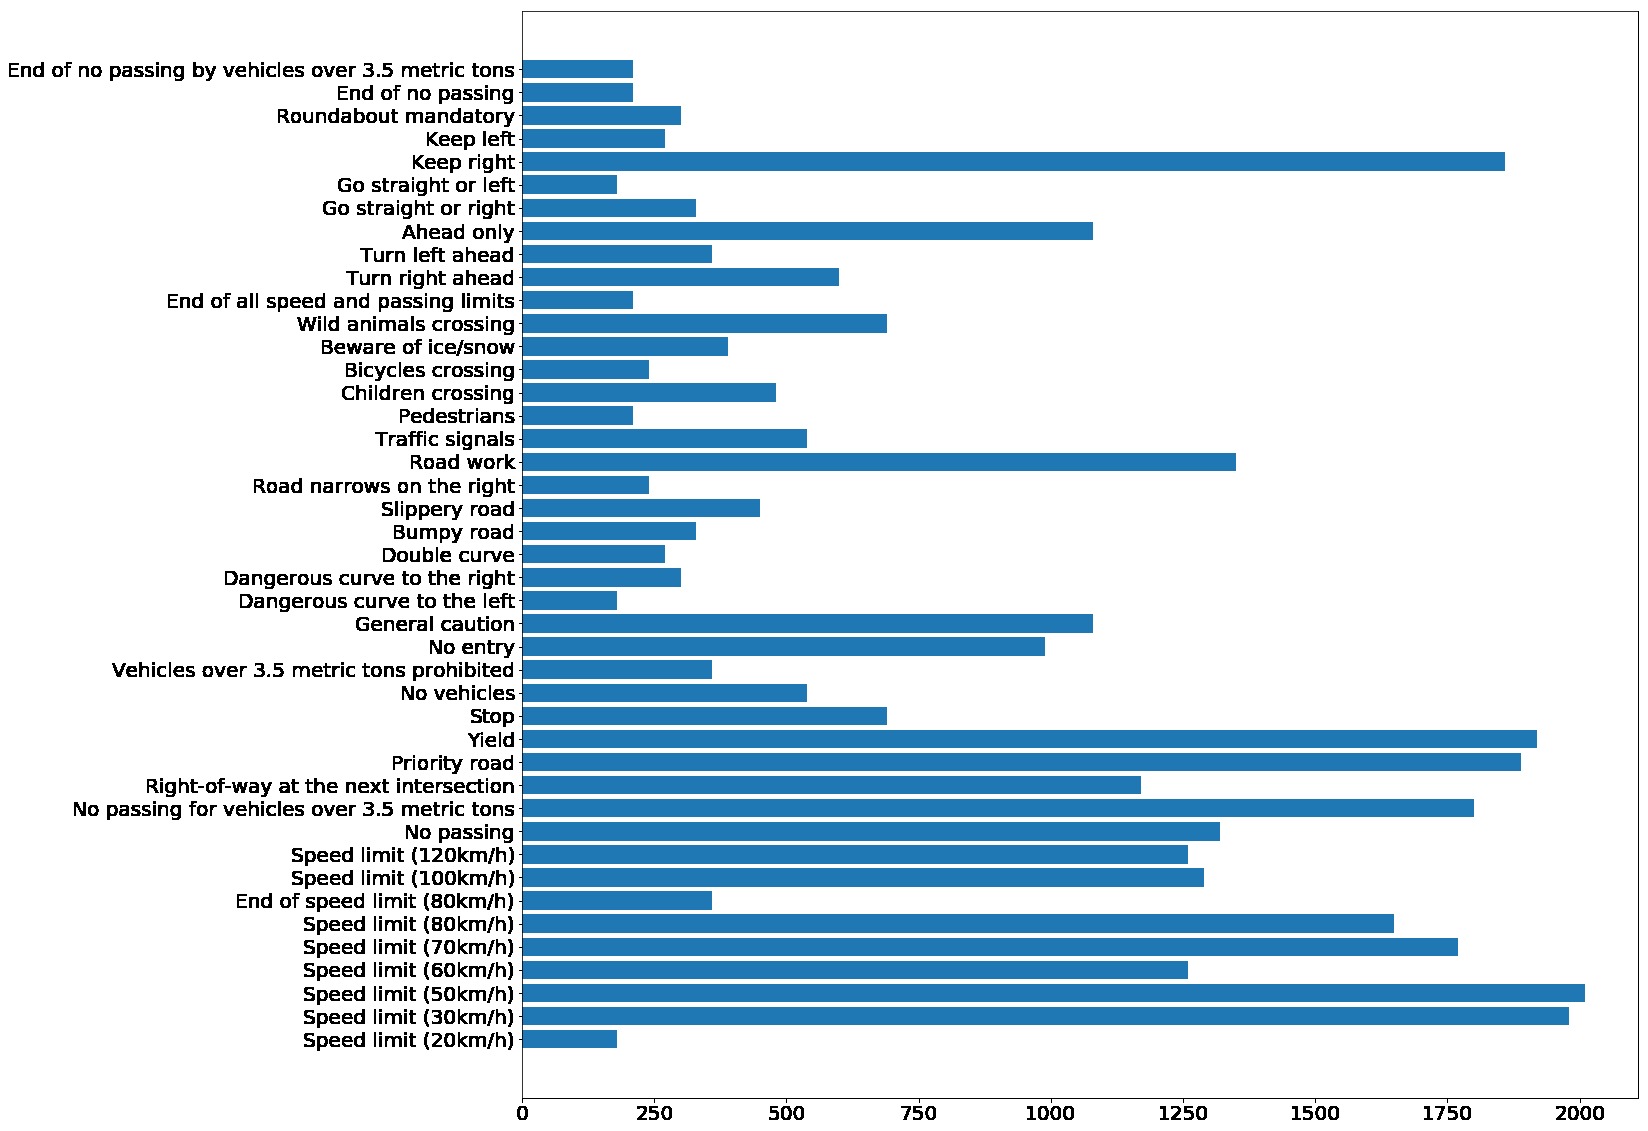 End of no passing by vehicles over 3.5 metric tons
End of no passing
Roundabout mandatory
Keep left
Keep right
Go straight or left
Go straight or right
Ahead only
Turn left ahead
Turn right ahead
End of all speed and passing limits
Wild animals crossing
Beware of ice/snow
Bicycles crossing
Children crossing
Pedestrians
Traffic signals
Road work
Road narrows on the right
Slippery road
Bumpy road
Double curve
Dangerous curve to the right
Dangerous curve to the left
General caution
No entry
Vehicles over 3.5 metric tons prohibited
No vehicles
Stop
Yield
Priority road
Right-of-way at the next intersection
No passing for vehicles over 3.5 metric tons
No passing
Speed limit (120km/h)
Speed limit (100km/h)
End of speed limit (80km/h)
Speed limit (80km/h)
Speed limit (70km/h)
Speed limit (60km/h)
Speed limit (50km/h)
Speed limit (30km/h)
Speed limit (20km/h)
0 250 500 750 1000 1250 1500 1750 2000